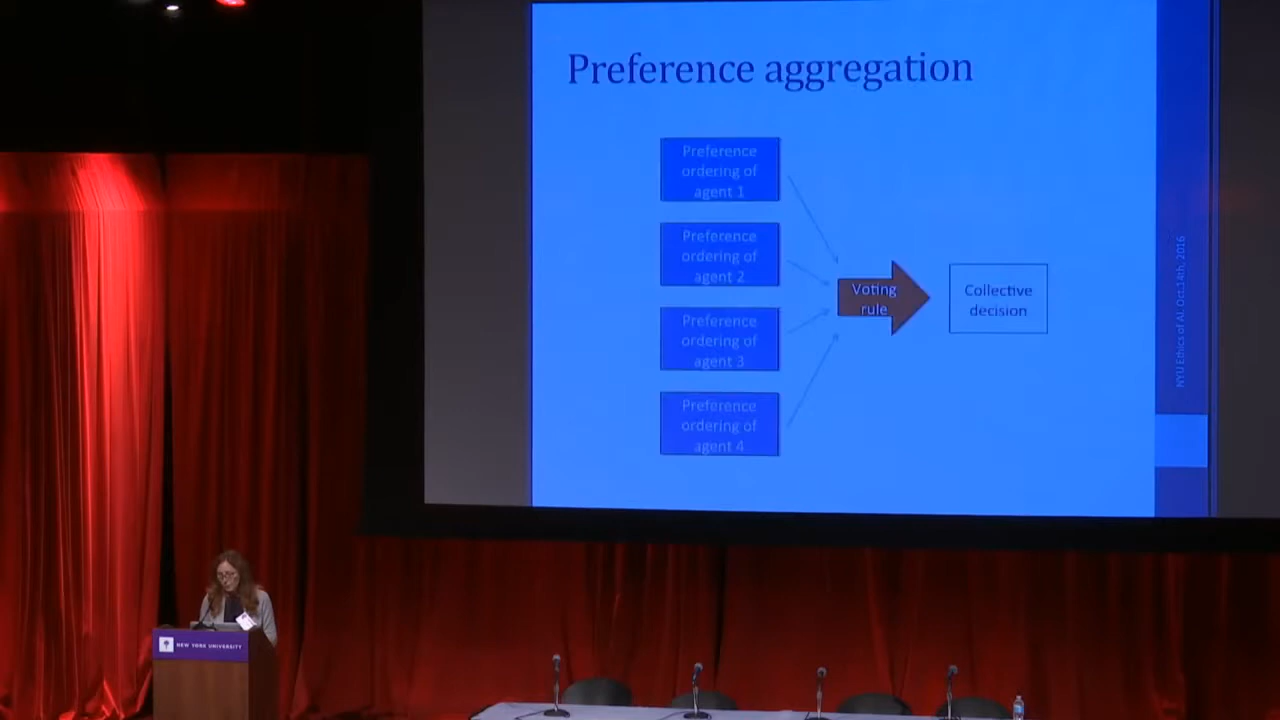 Preference aggregation
Preference
ordering of
agent 1
Preference
ordering of
agent 2
Preference
ordering of
agent 3
Preference
ordering of
agent 4
Voting
rule
Collective
decision
NYU Ethics of AI, Oct.14th, 2016
NEW YORK UNIVERSITY